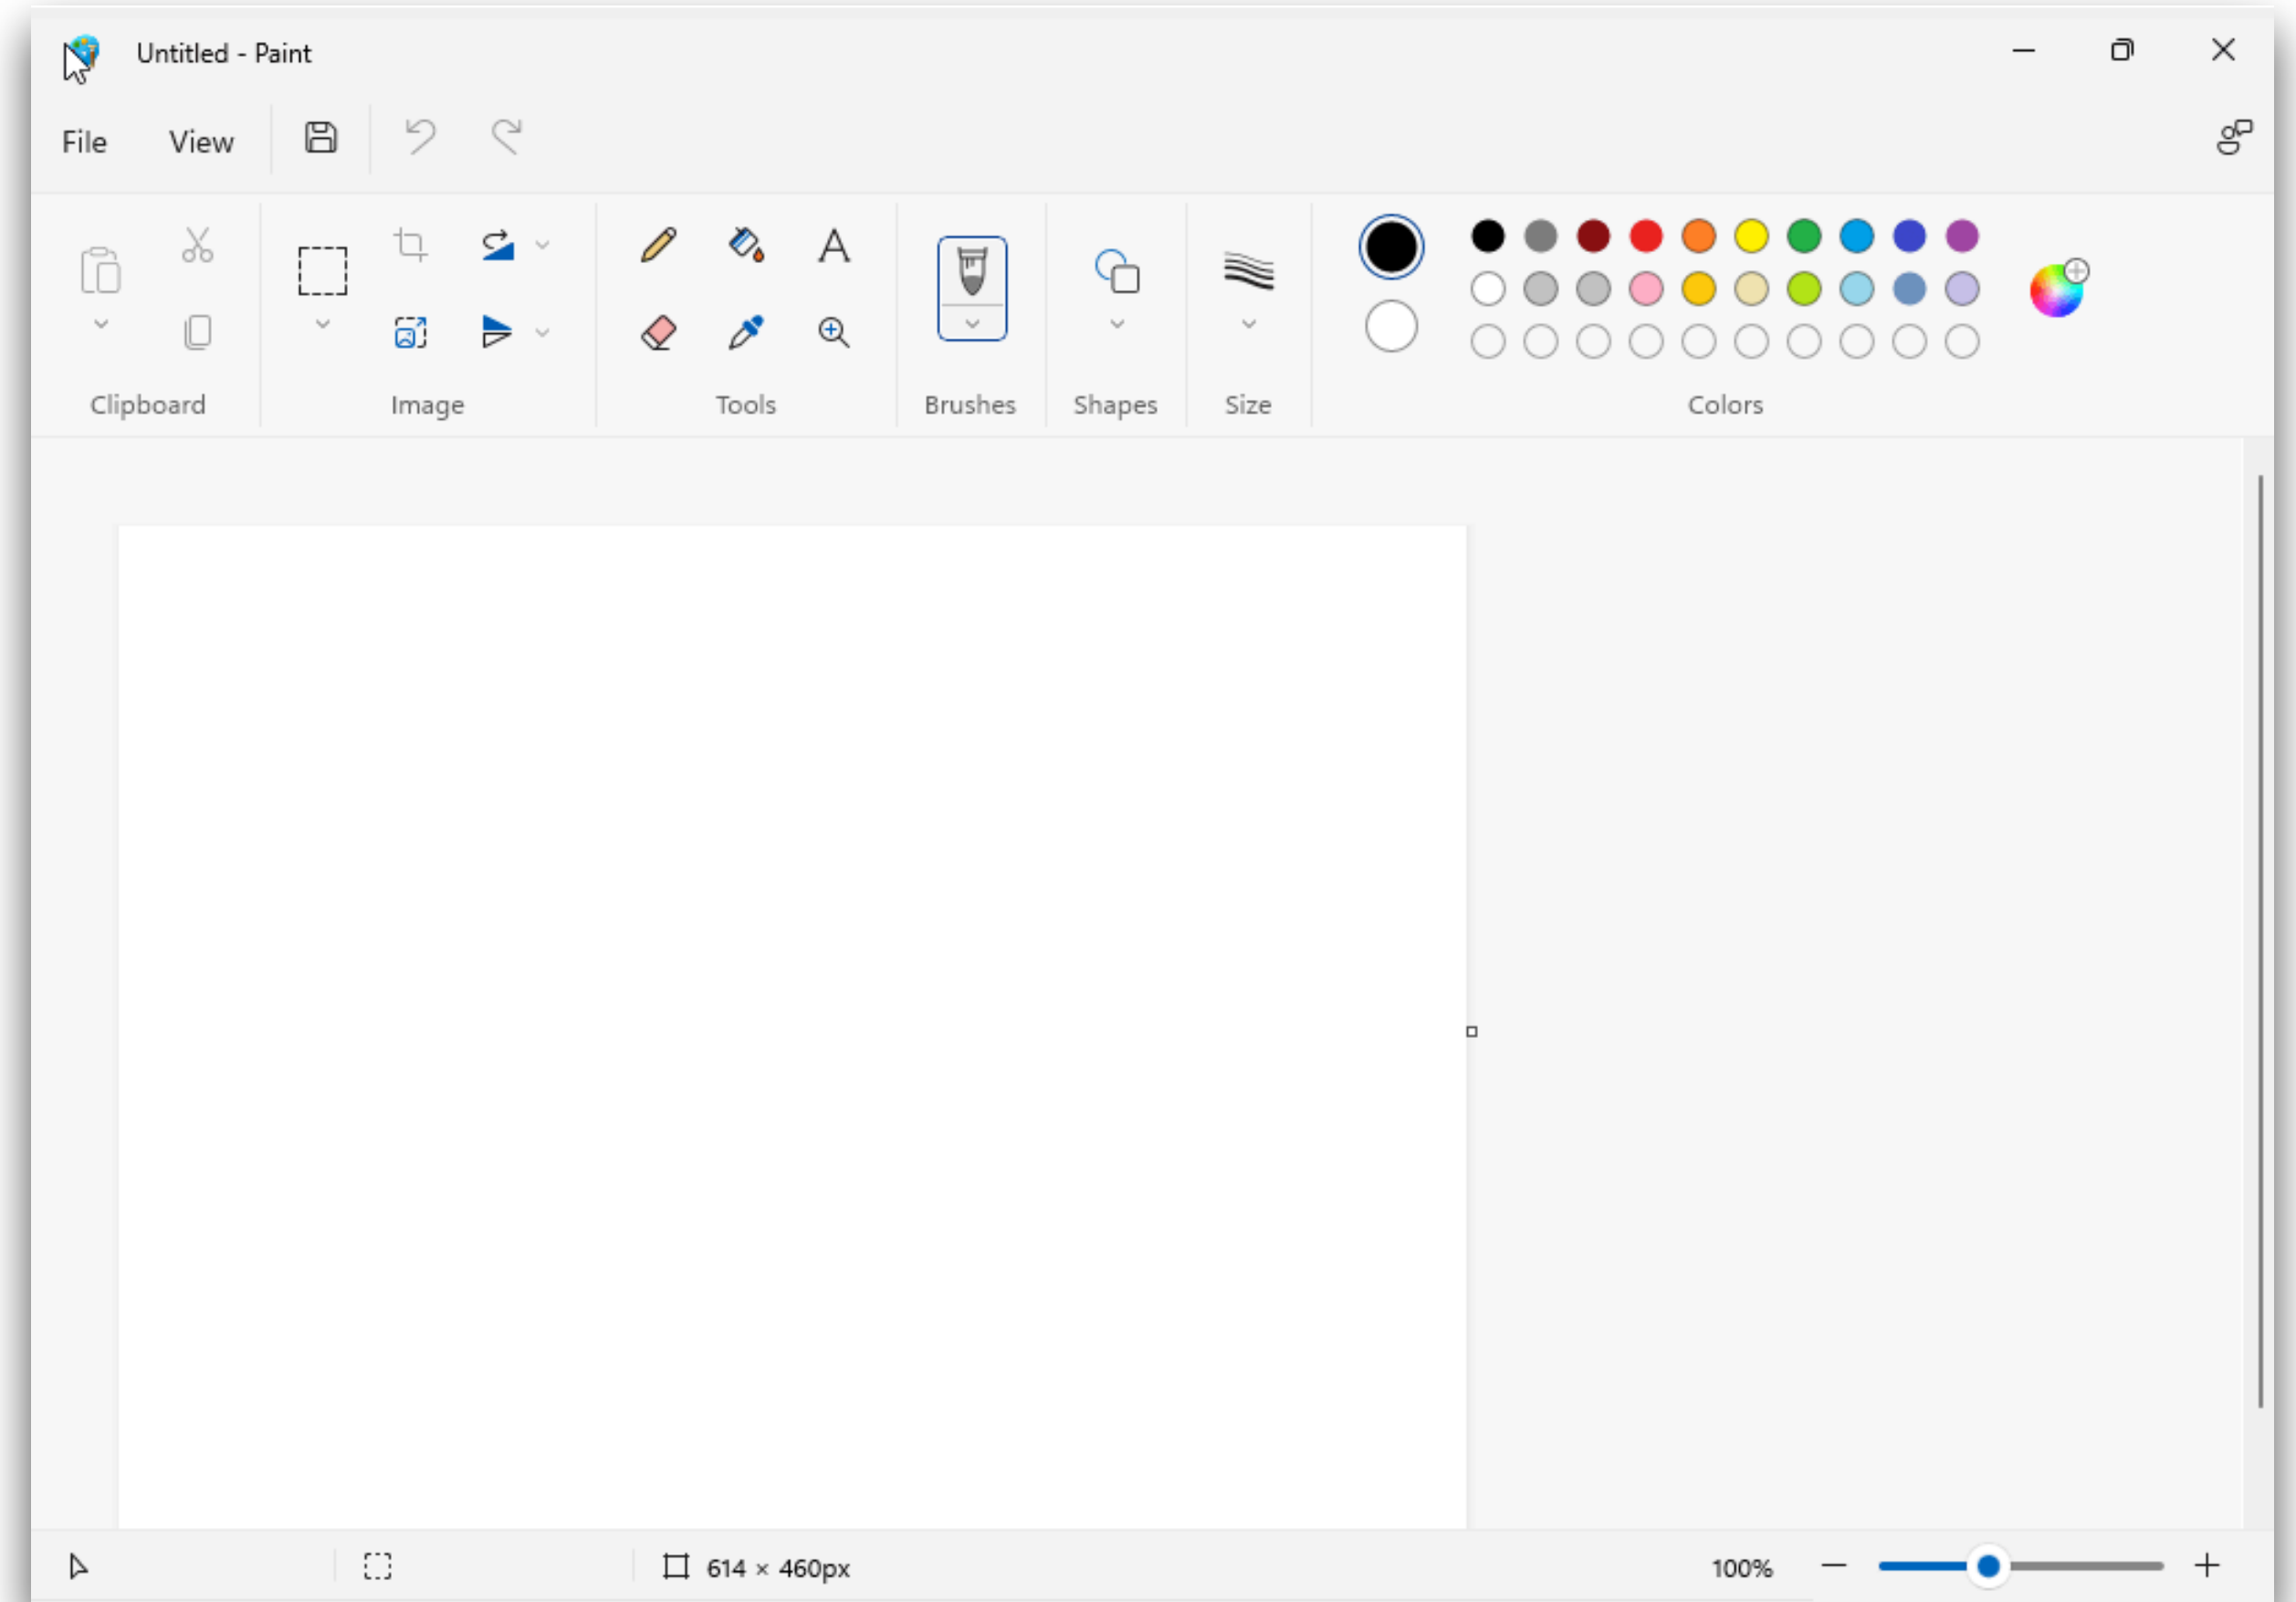 Untitled - Paint
File View
Clipboard Image Tools Brushes Shapes Size Colors
614 × 460px 100%